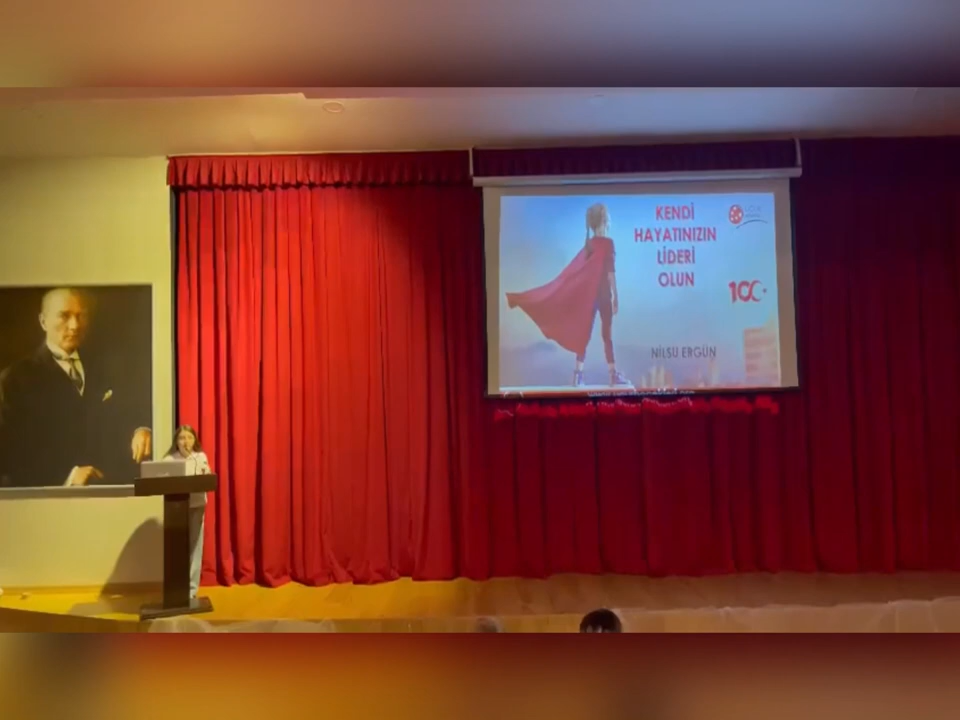 KENDİ
HAYATINIZIN
LİDERİ
OLUN
100
NİLSU ERGÜN